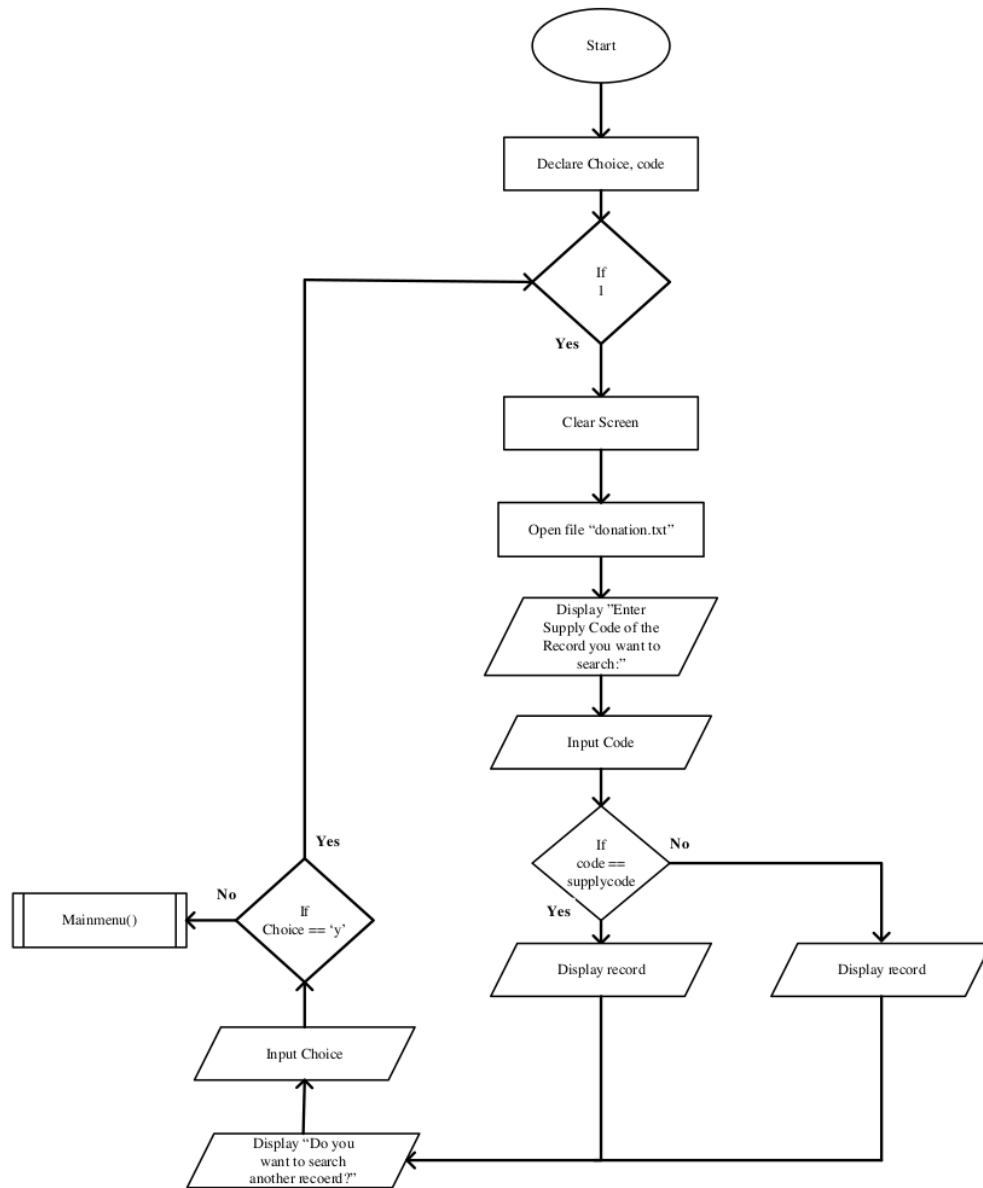 Start
Declare Choice, code
If
1
Yes
Clear Screen
Open file “donation.txt”
Display ”Enter
Supply Code of the
Record you want to
search:”
Input Code
If
code ==
supplycode
No
Yes
Display record
Display record
Display “Do you
want to search
another recoerd?”
Input Choice
If
Choice == ‘y’
Yes
No
Mainmenu()